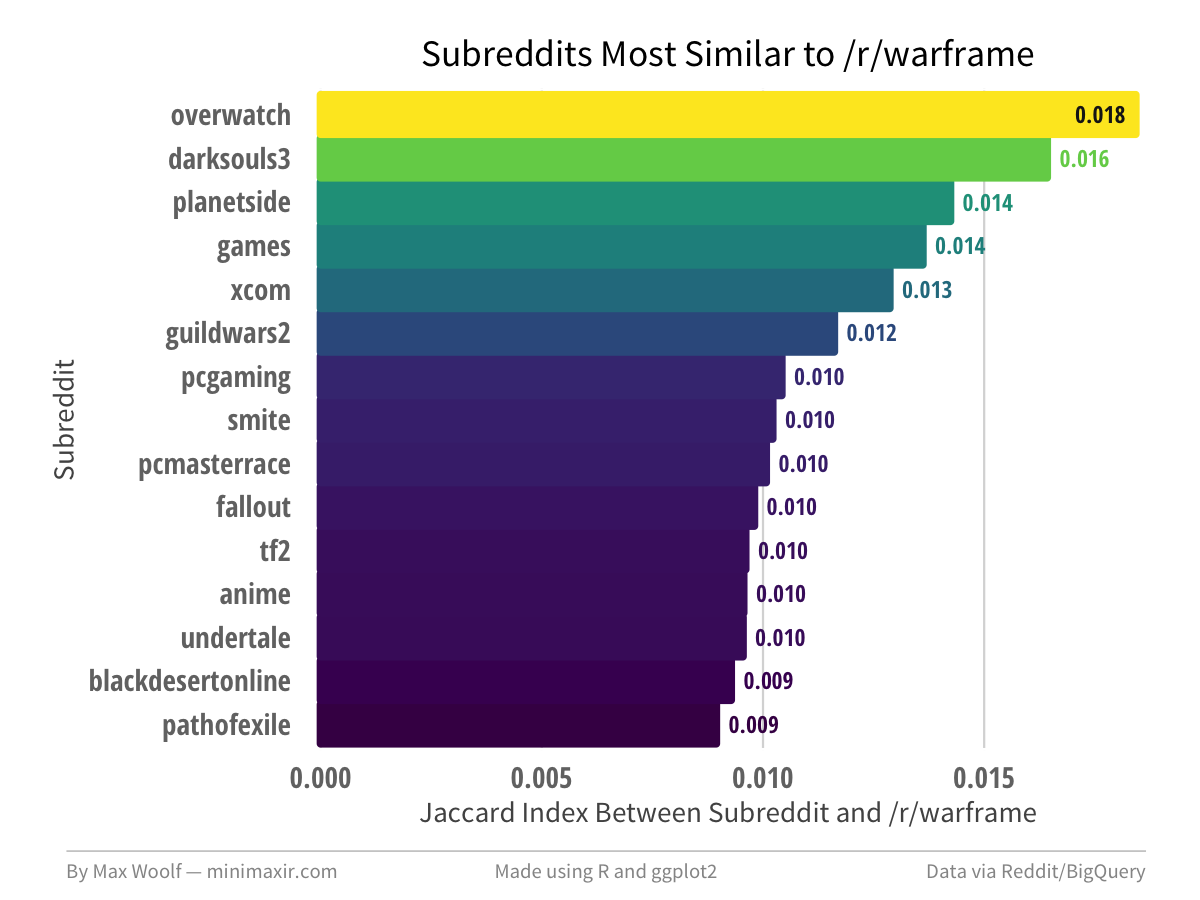 Subreddits Most Similar to /r/warframe
overwatch 0.018
darksouls3 0.016
planetside 0.014
games 0.014
xcom 0.013
guildwars2 0.012
pcgaming 0.010
smite 0.010
pcmasterrace 0.010
fallout 0.010
tf2 0.010
anime 0.010
undertale 0.010
blackdesertonline 0.009
pathofexile 0.009
Subreddit
0.000 0.005 0.010 0.015
Jaccard Index Between Subreddit and /r/warframe
By Max Woolf — minimaxir.com Made using R and ggplot2 Data via Reddit/BigQuery